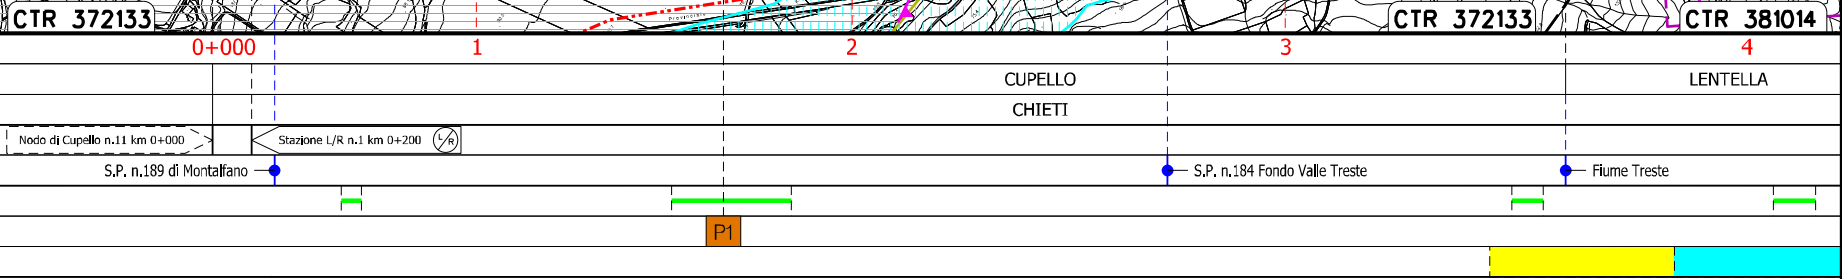 CTR 372133 CTR 372133 CTR 381014
0+000 1 2 3 4
CUPELLO LENTELLA
CHIETI
Nodo di Cupello n.11 km 0+000 Stazione L/R n.1 km 0+200 L/R
S.P. n.189 di Montalfano S.P. n.184 Fondo Valle Treste Fiume Treste
P1